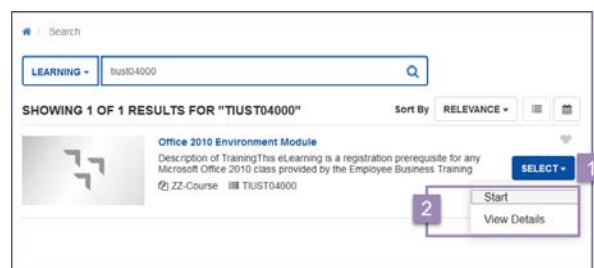 / Search
LEARNING
tiust04000
SHOWING 1 OF 1 RESULTS FOR "TIUST04000"
Sort By RELEVANCE
Office 2010 Environment Module
Description of TrainingThis eLearning is a registration prerequisite for any
Microsoft Office 2010 class provided by the Employee Business Training
ZZ-Course TIUST04000
SELECT
1
2
Start
View Details